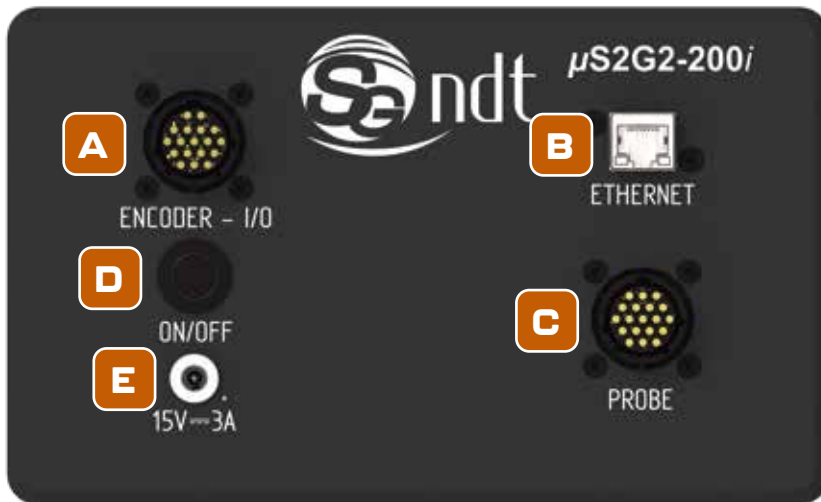 SG ndt
µS2G2-200i
A
B
ENCODER - I/O
ETHERNET
D
C
ON/OFF
E
15V⎓3A
PROBE